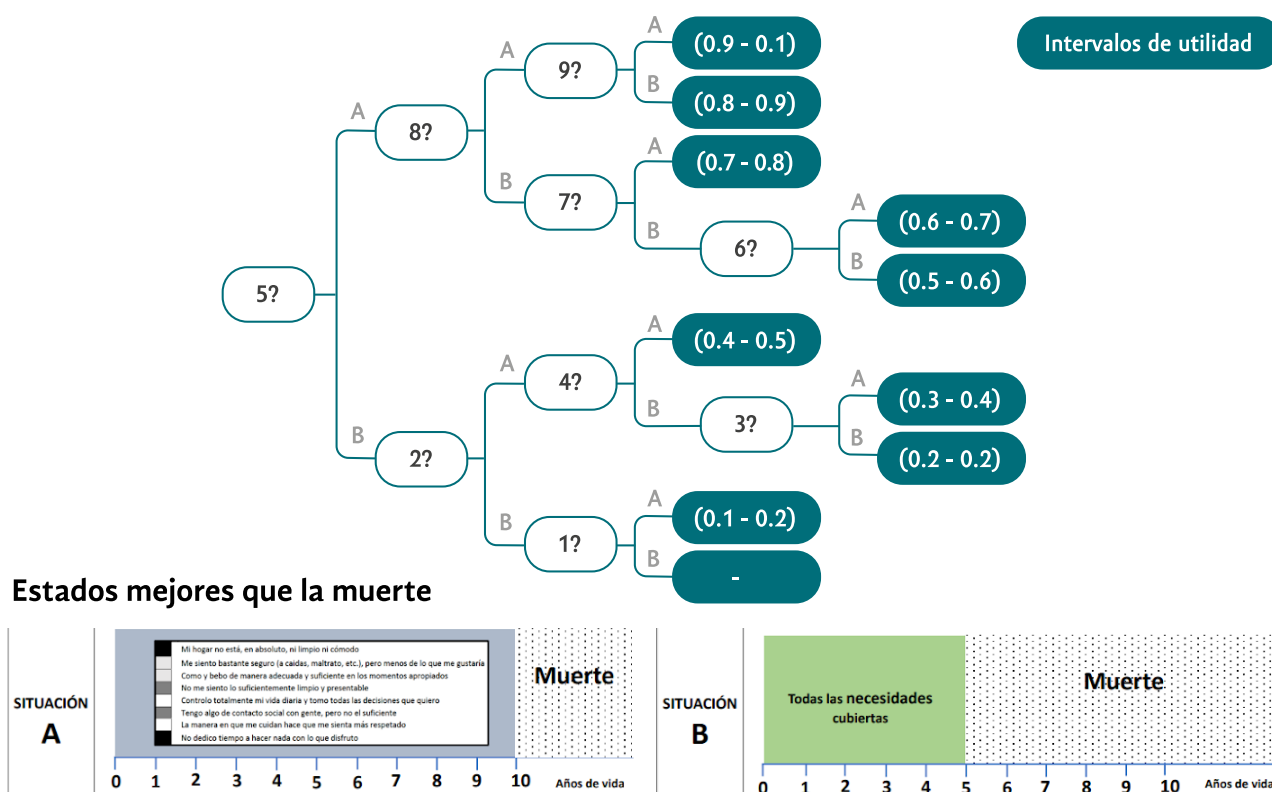 Intervalos de utilidad
A
(0.9 - 0.1)
9?
A
B
(0.8 - 0.9)
8?
A
B
7?
A
(0.7 - 0.8)
B
6?
A
(0.6 - 0.7)
B
(0.5 - 0.6)
5?
A
B
2?
A
4?
A
(0.4 - 0.5)
B
3?
A
(0.3 - 0.4)
B
(0.2 - 0.2)
B
1?
A
(0.1 - 0.2)
B
-
Estados mejores que la muerte
SITUACIÓN
A
Mi hogar no está, en absoluto, ni limpio ni cómodo
Me siento bastante seguro (a caidas, maltrato, etc.), pero menos de lo que me gustaría
Como y bebo de manera adecuada y suficiente en los momentos apropiados
No me siento lo suficientemente limpio y presentable
Controlo totalmente mi vida diaria y tomo todas las decisiones que quiero
Tengo algo de contacto social con gente, pero no el suficiente
La manera en que me cuidan hace que me sienta más respetado
No dedico tiempo a hacer nada con lo que disfruto
Muerte
0 1 2 3 4 5 6 7 8 9 10 Años de vida
SITUACIÓN
B
Todas las necesidades
cubiertas
Muerte
0 1 2 3 4 5 6 7 8 9 10 Años de vida